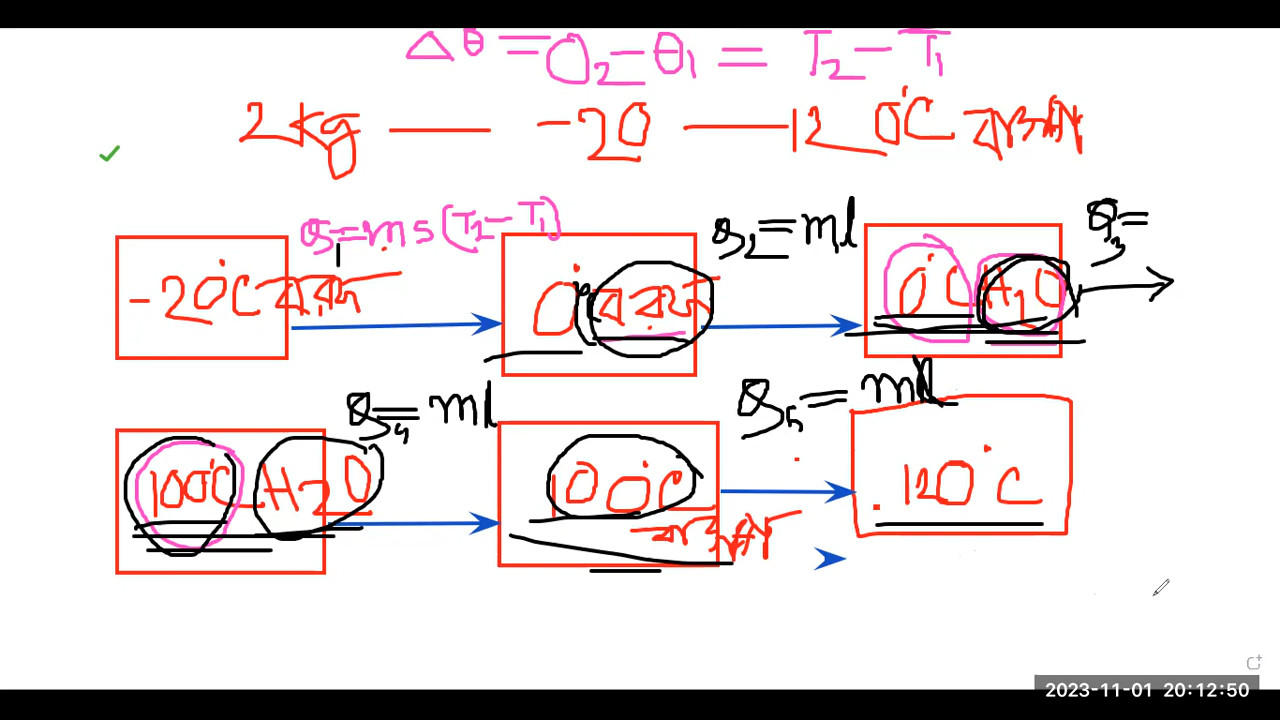 Δθ = θ2 - θ1 = T2 - T1
2kg — -20 — 120°C বাষ্প
Q1 = ms(T2 - T1)
Q2 = ml
Q3 =
-20°C বরফ
0° বরফ
0°C H2O
Q4 = ml
Q5 = m
100°C H2O
100°C
বাষ্প
120°C
2023-11-01 20:12:50